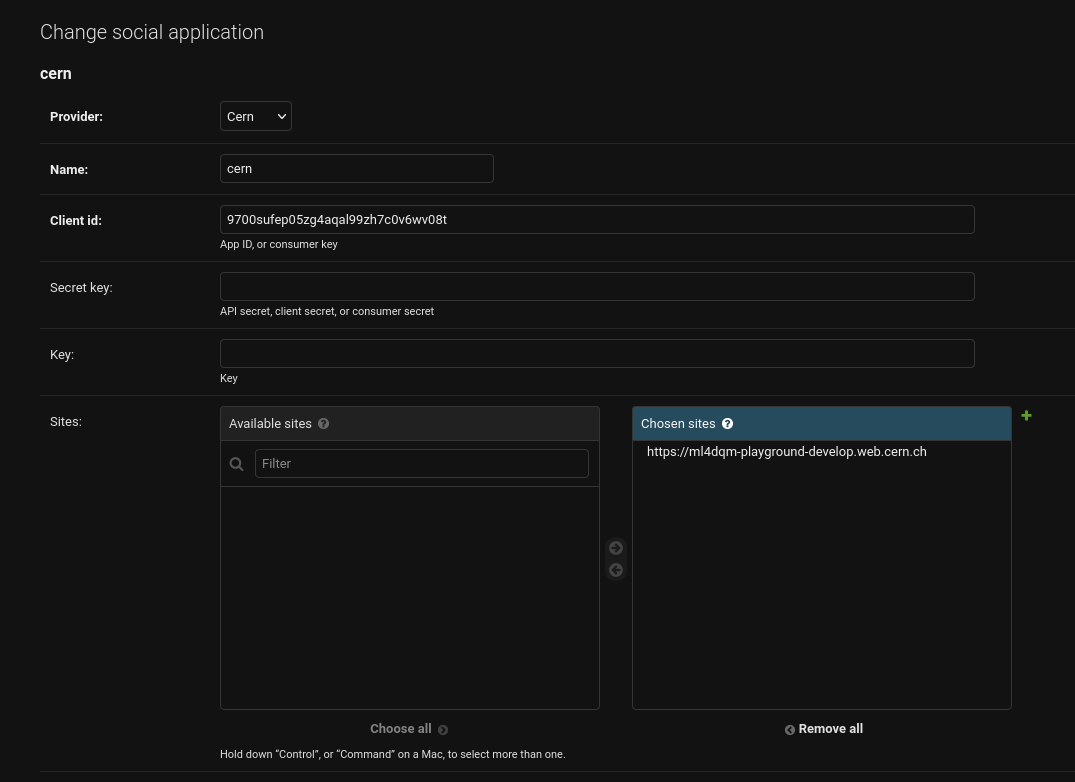 Change social application
cern
Provider:
Cern
Name:
cern
Client id:
9700sufep05zg4aqal99zh7c0v6wv08t
App ID, or consumer key
Secret key:
API secret, client secret, or consumer secret
Key:
Key
Sites:
Available sites
Filter
Choose all
Chosen sites
https://ml4dqm-playground-develop.web.cern.ch
Remove all
Hold down “Control”, or “Command” on a Mac, to select more than one.